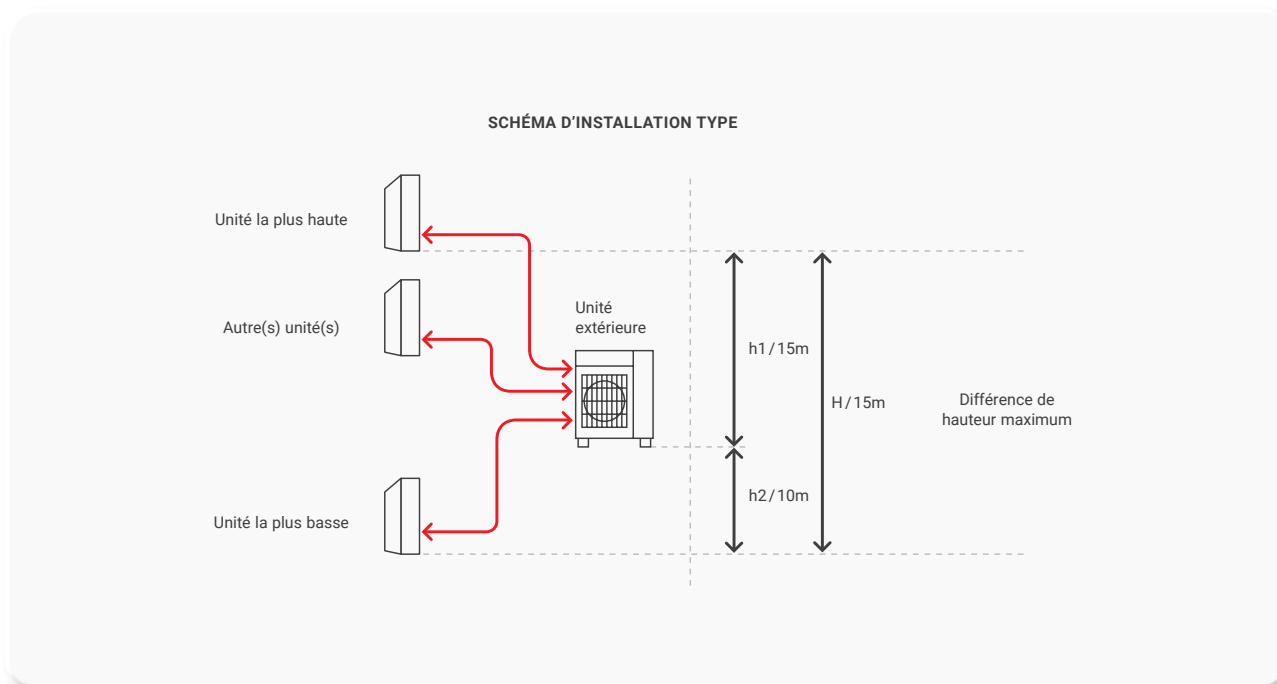 SCHÉMA D’INSTALLATION TYPE
Unité la plus haute
Autre(s) unité(s)
Unité la plus basse
Unité
extérieure
h1/15m
h2/10m
H/15m
Différence de
hauteur maximum